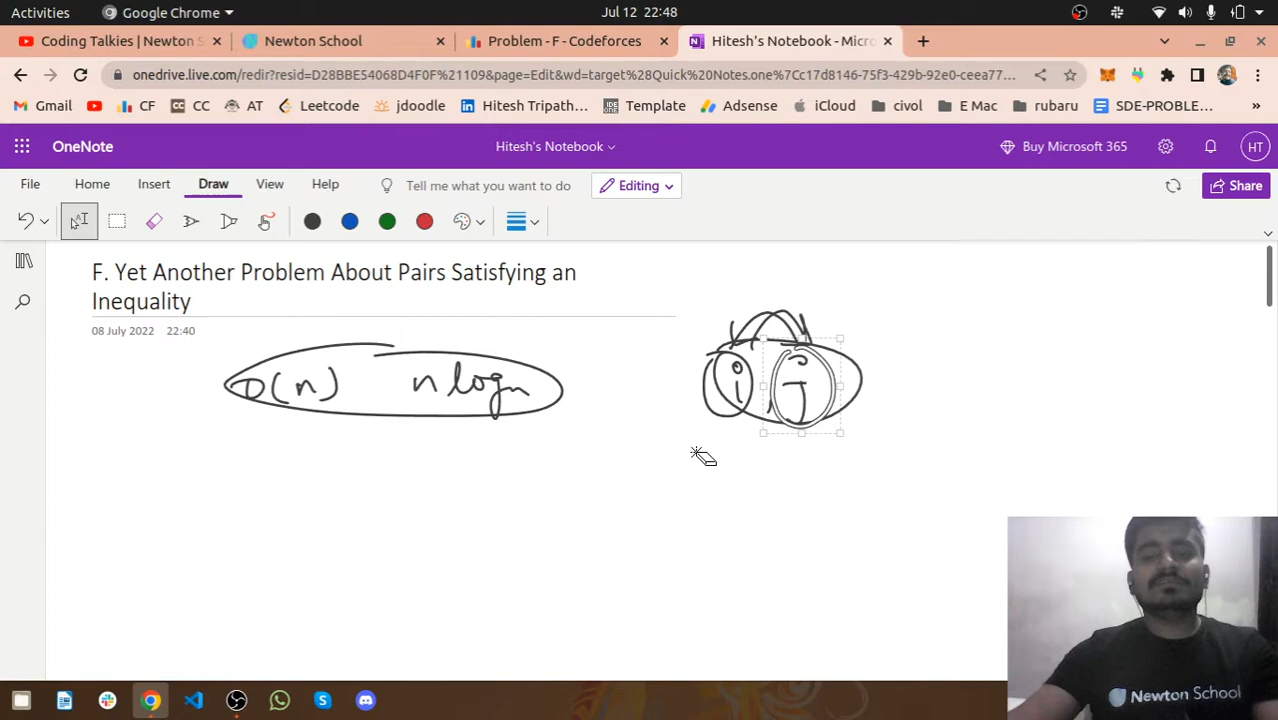 Activities Google Chrome Jul 12 22:48
Coding Talkies | Newton S Newton School Problem - F - Codeforces Hitesh's Notebook - Micro
onedrive.live.com/redir?resid=D28BBE54068D4F0F%21109&page=Edit&wd=target%28Quick%20Notes.one%7Cc17d8146-75f3-429b-92e0-ceea77...
Gmail CF CC AT Leetcode jdoodle Hitesh Tripath... Template Adsense iCloud civol E Mac rubaru SDE-PROBLE...
OneNote Hitesh's Notebook Buy Microsoft 365 HT
File Home Insert Draw View Help Tell me what you want to do Editing Share
F. Yet Another Problem About Pairs Satisfying an
Inequality
08 July 2022 22:40
O(n) n logn i , j
Newton School